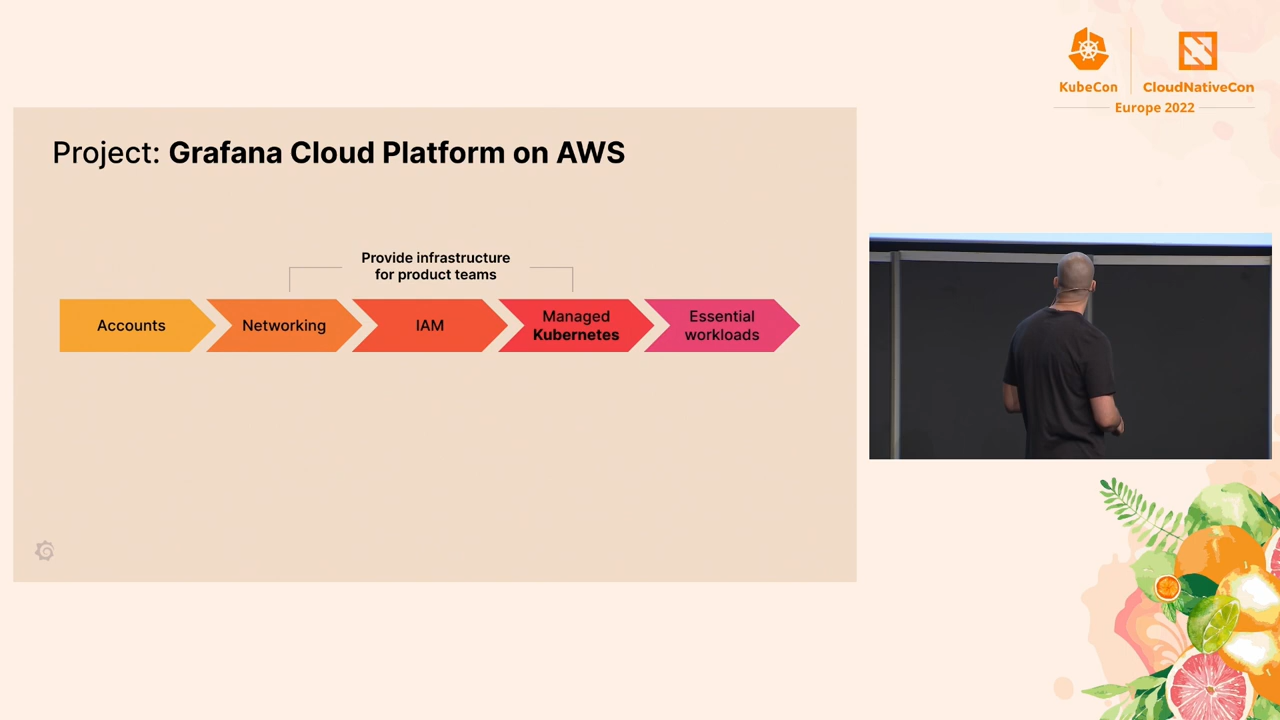 KubeCon
CloudNativeCon
Europe 2022
Project: Grafana Cloud Platform on AWS
Provide infrastructure
for product teams
Accounts
Networking
IAM
Managed
Kubernetes
Essential
workloads